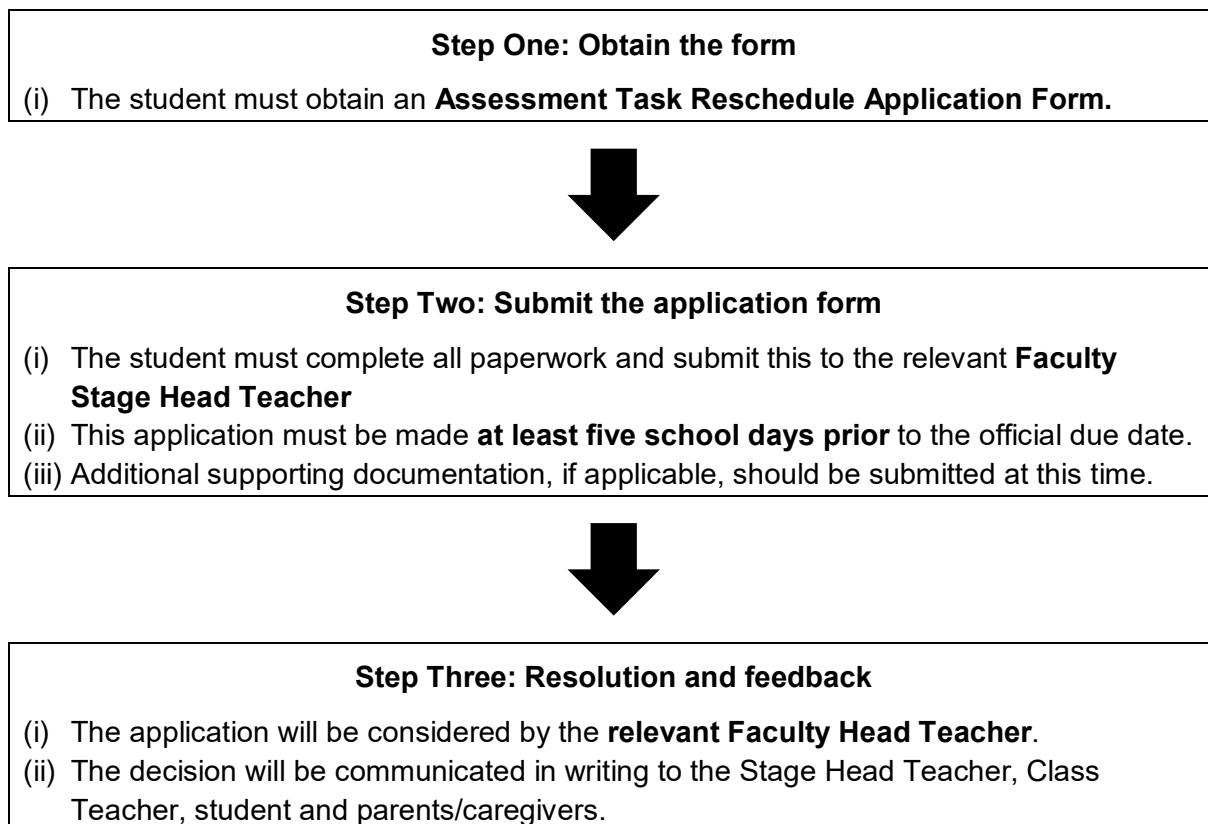 Step One: Obtain the form
(i) The student must obtain an Assessment Task Reschedule Application Form.
Step Two: Submit the application form
(i) The student must complete all paperwork and submit this to the relevant Faculty
Stage Head Teacher
(ii) This application must be made at least five school days prior to the official due date.
(iii) Additional supporting documentation, if applicable, should be submitted at this time.
Step Three: Resolution and feedback
(i) The application will be considered by the relevant Faculty Head Teacher.
(ii) The decision will be communicated in writing to the Stage Head Teacher, Class
Teacher, student and parents/caregivers.